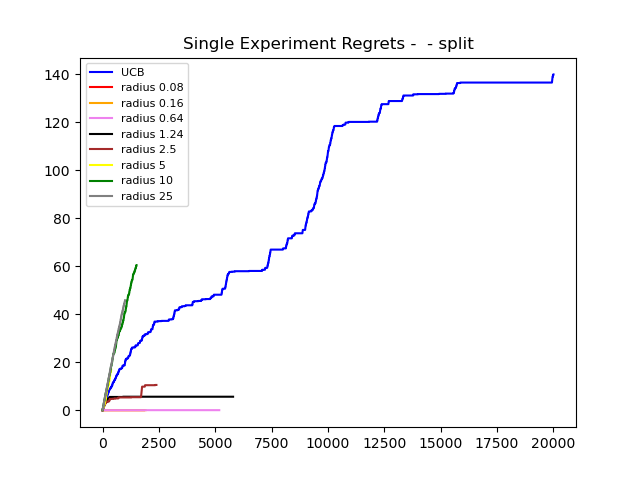 Single Experiment Regrets -  - split
140
120
100
80
60
40
20
0
UCB
radius 0.08
radius 0.16
radius 0.64
radius 1.24
radius 2.5
radius 5
radius 10
radius 25
0 2500 5000 7500 10000 12500 15000 17500 20000